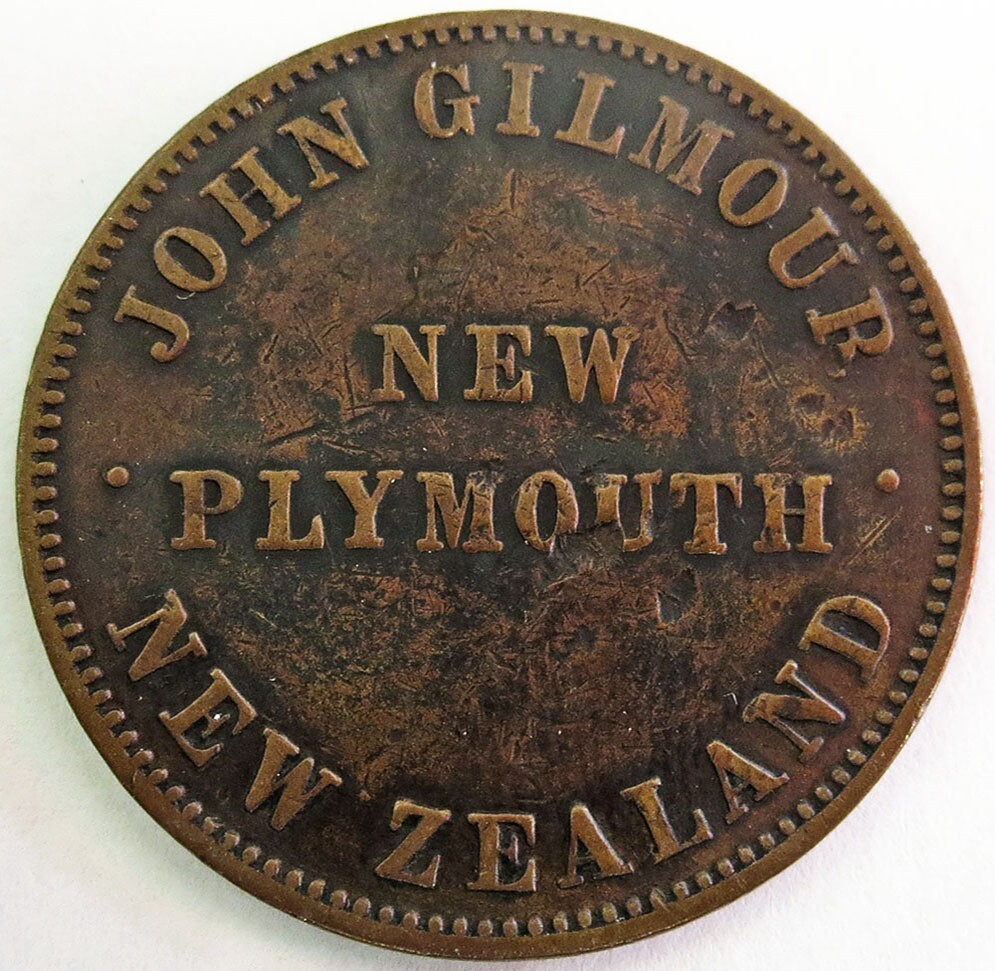 JOHN GILMOUR
NEW
· PLYMOUTH ·
NEW ZEALAND